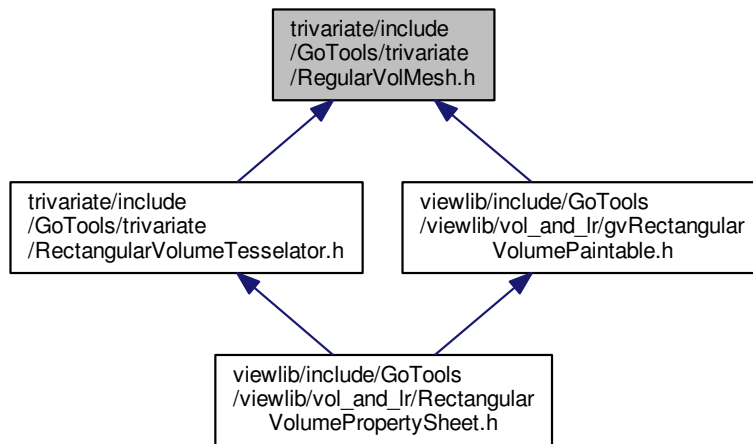 trivariate/include
/GoTools/trivariate
/RegularVolMesh.h
trivariate/include
/GoTools/trivariate
/RectangularVolumeTesselator.h
viewlib/include/GoTools
/viewlib/vol_and_lr/gvRectangular
VolumePaintable.h
viewlib/include/GoTools
/viewlib/vol_and_lr/Rectangular
VolumePropertySheet.h